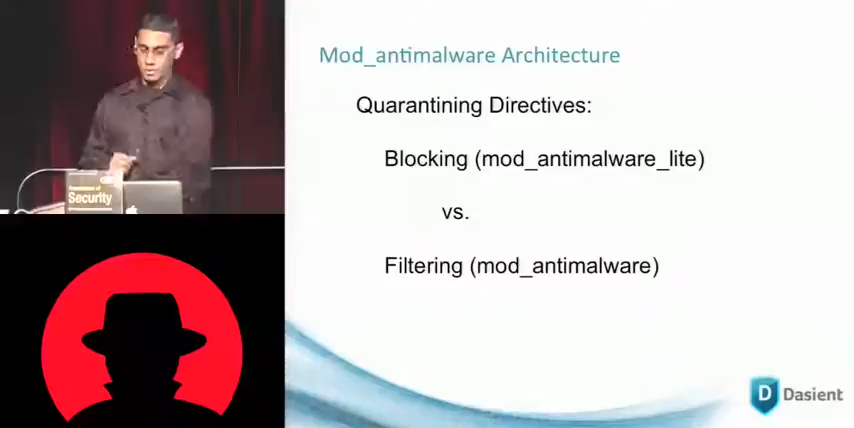 Mod_antimalware Architecture
Quarantining Directives:
Blocking (mod_antimalware_lite)
vs.
Filtering (mod_antimalware)
Security
D Dasient